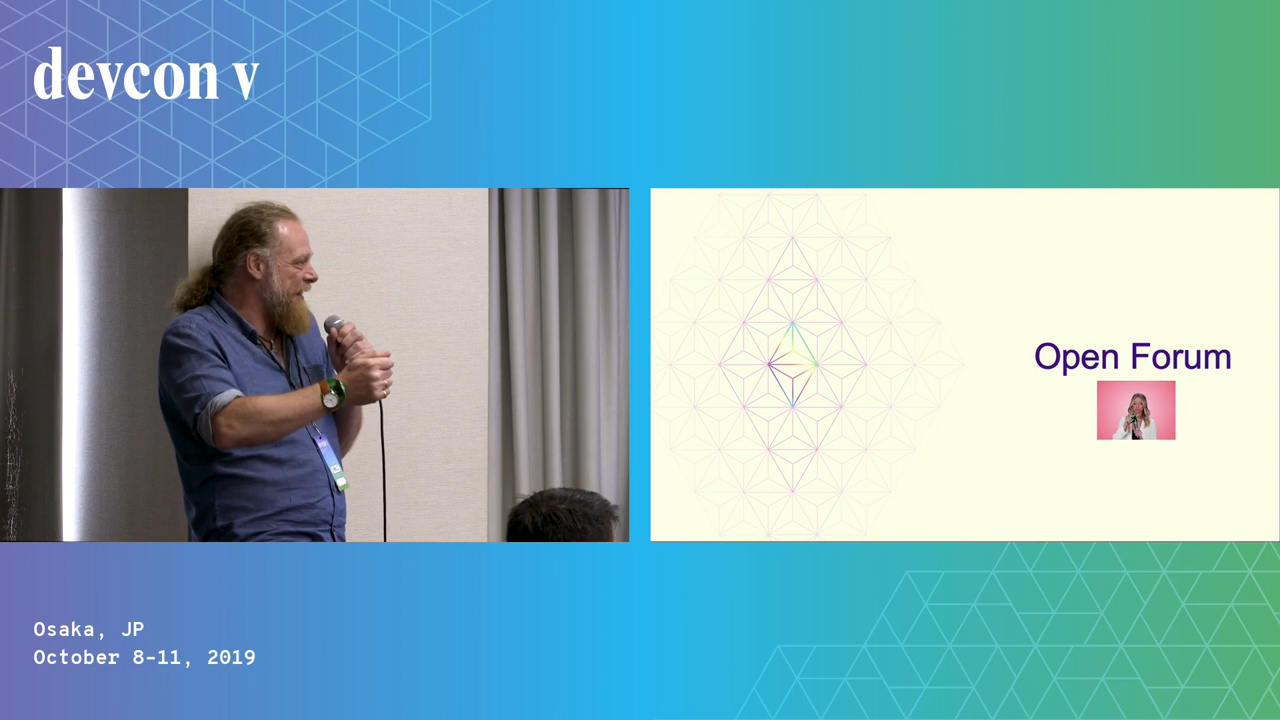 devcon v
Open Forum
Osaka, JP
October 8-11, 2019